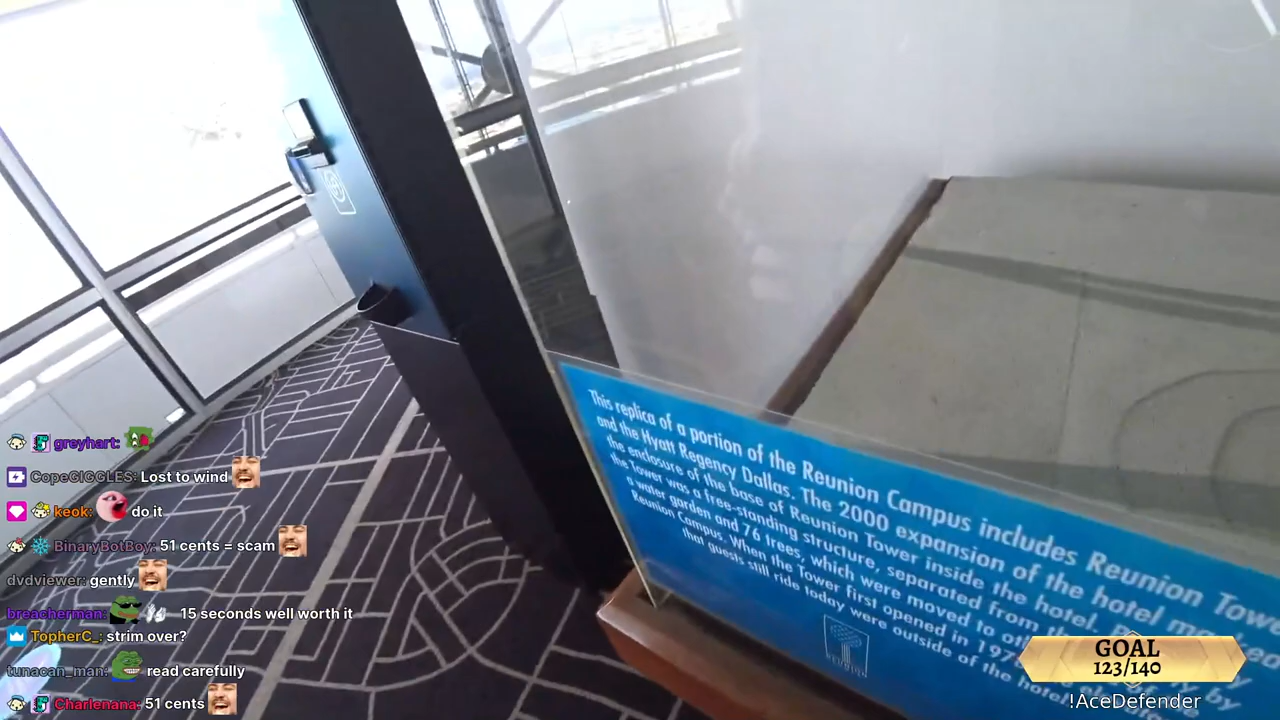 This replica of a portion of the Reunion Campus includes Reunion Tower
and the Hyatt Regency Dallas. The 2000 expansion of the hotel
the enclosure of the base of Reunion Tower inside the hotel.
the Tower was a free-standing structure, separated from the
a water garden and 76 trees, which were moved to
Reunion Campus. When the Tower first opened in
that guests still ride today were outside of the hotel
greyhart:
CopeGIGGLES: Lost to wind
keok: do it
BinaryBotBoy: 51 cents = scam
dvdviewer: gently
breacherman: 15 seconds well worth it
TopherC_: strim over?
tunacan_man: read carefully
Charlenana: 51 cents
GOAL
123/140
!AceDefender